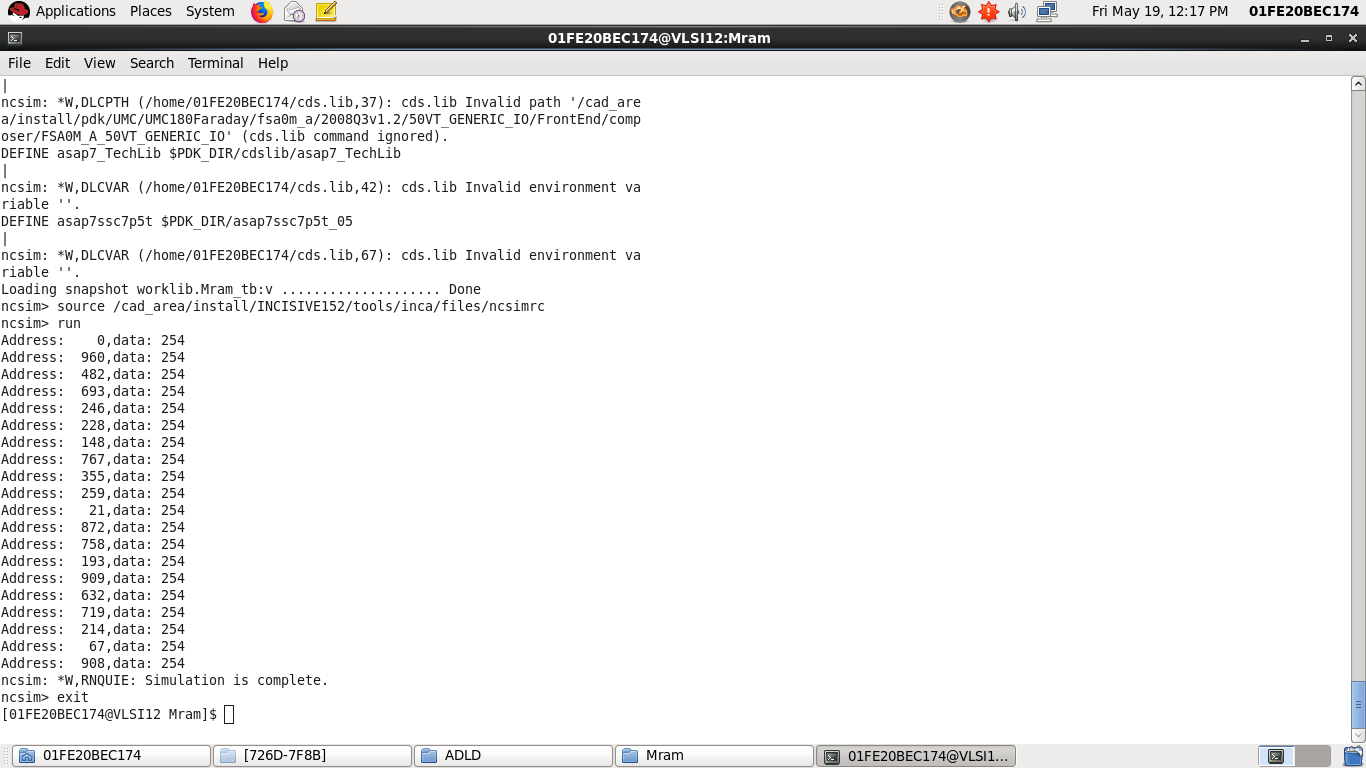 Applications Places System Fri May 19, 12:17 PM 01FE20BEC174
01FE20BEC174@VLSI12:Mram
File Edit View Search Terminal Help
|
ncsim: *W,DLCPTH (/home/01FE20BEC174/cds.lib,37): cds.lib Invalid path '/cad_are
a/install/pdk/UMC/UMC180Faraday/fsa0m_a/2008Q3v1.2/50VT_GENERIC_IO/FrontEnd/comp
oser/FSA0M_A_50VT_GENERIC_IO' (cds.lib command ignored).
DEFINE asap7_TechLib $PDK_DIR/cdslib/asap7_TechLib
|
ncsim: *W,DLCVAR (/home/01FE20BEC174/cds.lib,42): cds.lib Invalid environment va
riable ''.
DEFINE asap7ssc7p5t $PDK_DIR/asap7ssc7p5t_05
|
ncsim: *W,DLCVAR (/home/01FE20BEC174/cds.lib,67): cds.lib Invalid environment va
riable ''.
Loading snapshot worklib.Mram_tb:v .................... Done
ncsim> source /cad_area/install/INCISIVE152/tools/inca/files/ncsimrc
ncsim> run
Address:    0,data: 254
Address:  960,data: 254
Address:  482,data: 254
Address:  693,data: 254
Address:  246,data: 254
Address:  228,data: 254
Address:  148,data: 254
Address:  767,data: 254
Address:  355,data: 254
Address:  259,data: 254
Address:   21,data: 254
Address:  872,data: 254
Address:  758,data: 254
Address:  193,data: 254
Address:  909,data: 254
Address:  632,data: 254
Address:  719,data: 254
Address:  214,data: 254
Address:   67,data: 254
Address:  908,data: 254
ncsim: *W,RNQUIE: Simulation is complete.
ncsim> exit
[01FE20BEC174@VLSI12 Mram]$
01FE20BEC174 [726D-7F8B] ADLD Mram 01FE20BEC174@VLSI1...